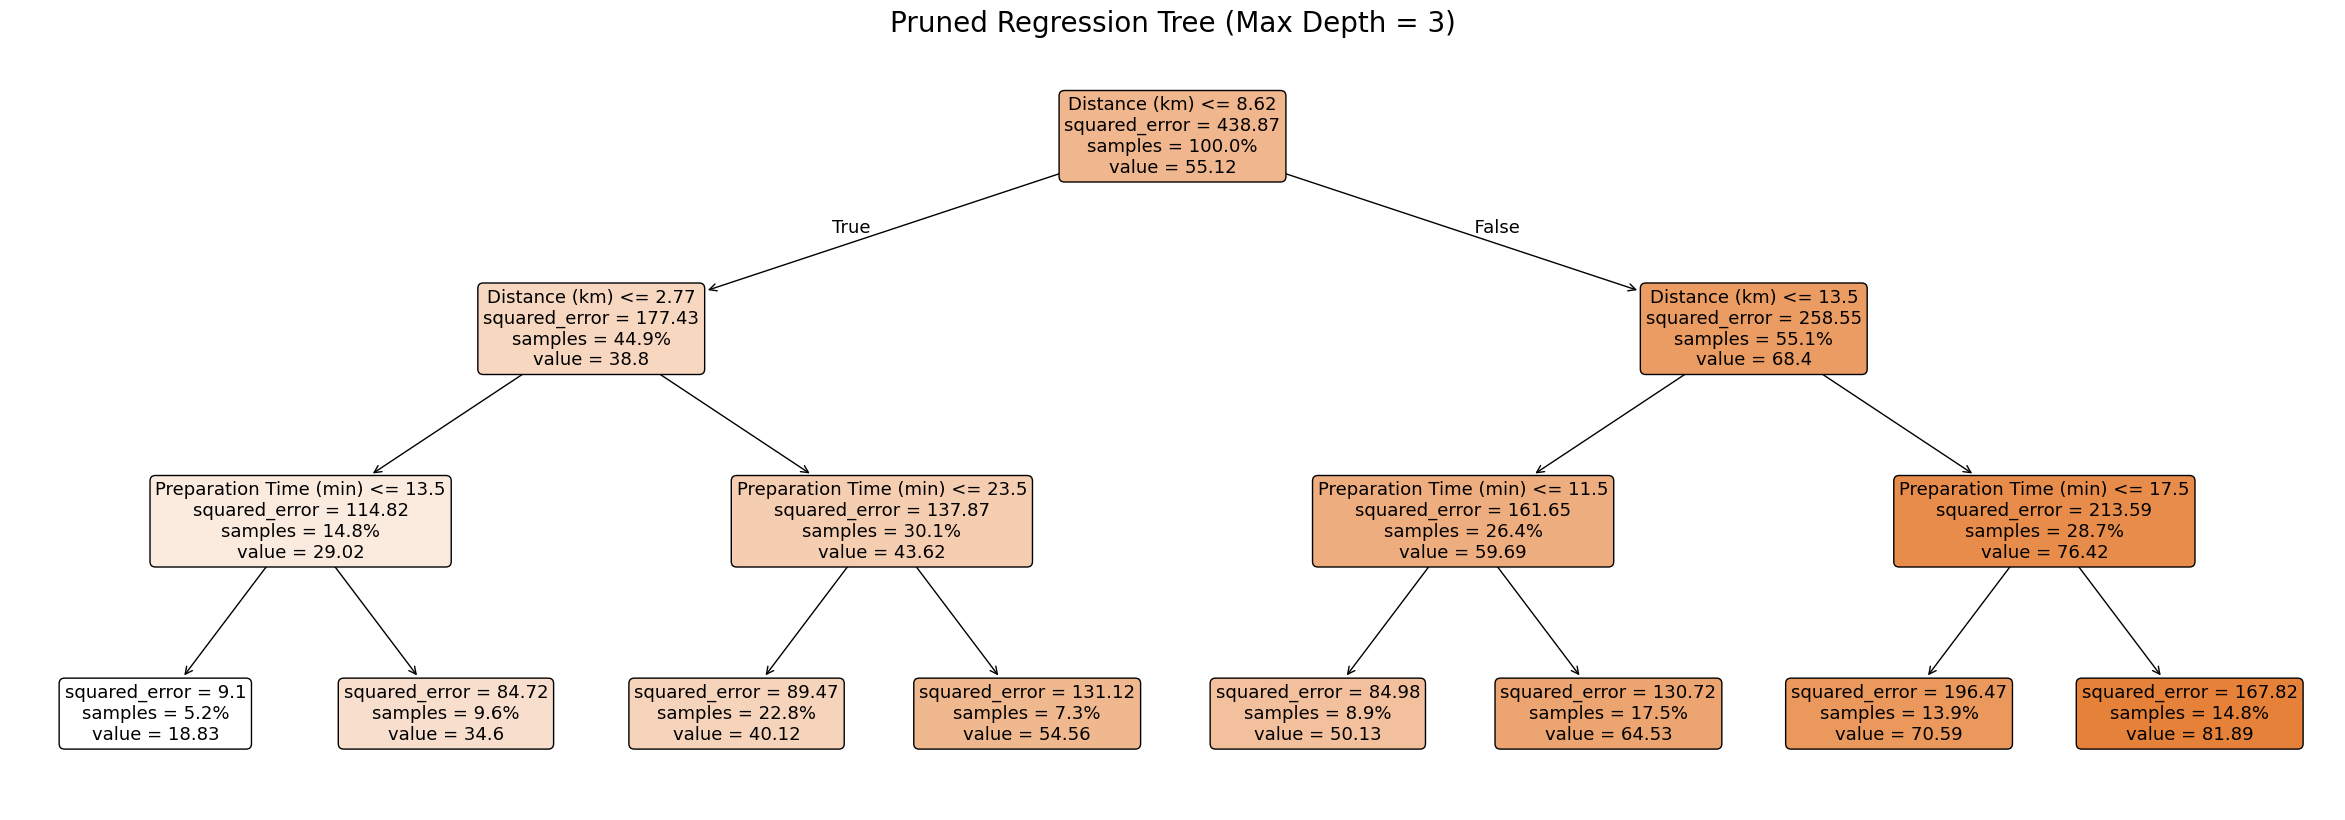 Pruned Regression Tree (Max Depth = 3)
Distance (km) <= 8.62
squared_error = 438.87
samples = 100.0%
value = 55.12
True
False
Distance (km) <= 2.77
squared_error = 177.43
samples = 44.9%
value = 38.8
Distance (km) <= 13.5
squared_error = 258.55
samples = 55.1%
value = 68.4
Preparation Time (min) <= 13.5
squared_error = 114.82
samples = 14.8%
value = 29.02
Preparation Time (min) <= 23.5
squared_error = 137.87
samples = 30.1%
value = 43.62
Preparation Time (min) <= 11.5
squared_error = 161.65
samples = 26.4%
value = 59.69
Preparation Time (min) <= 17.5
squared_error = 213.59
samples = 28.7%
value = 76.42
squared_error = 9.1
samples = 5.2%
value = 18.83
squared_error = 84.72
samples = 9.6%
value = 34.6
squared_error = 89.47
samples = 22.8%
value = 40.12
squared_error = 131.12
samples = 7.3%
value = 54.56
squared_error = 84.98
samples = 8.9%
value = 50.13
squared_error = 130.72
samples = 17.5%
value = 64.53
squared_error = 196.47
samples = 13.9%
value = 70.59
squared_error = 167.82
samples = 14.8%
value = 81.89